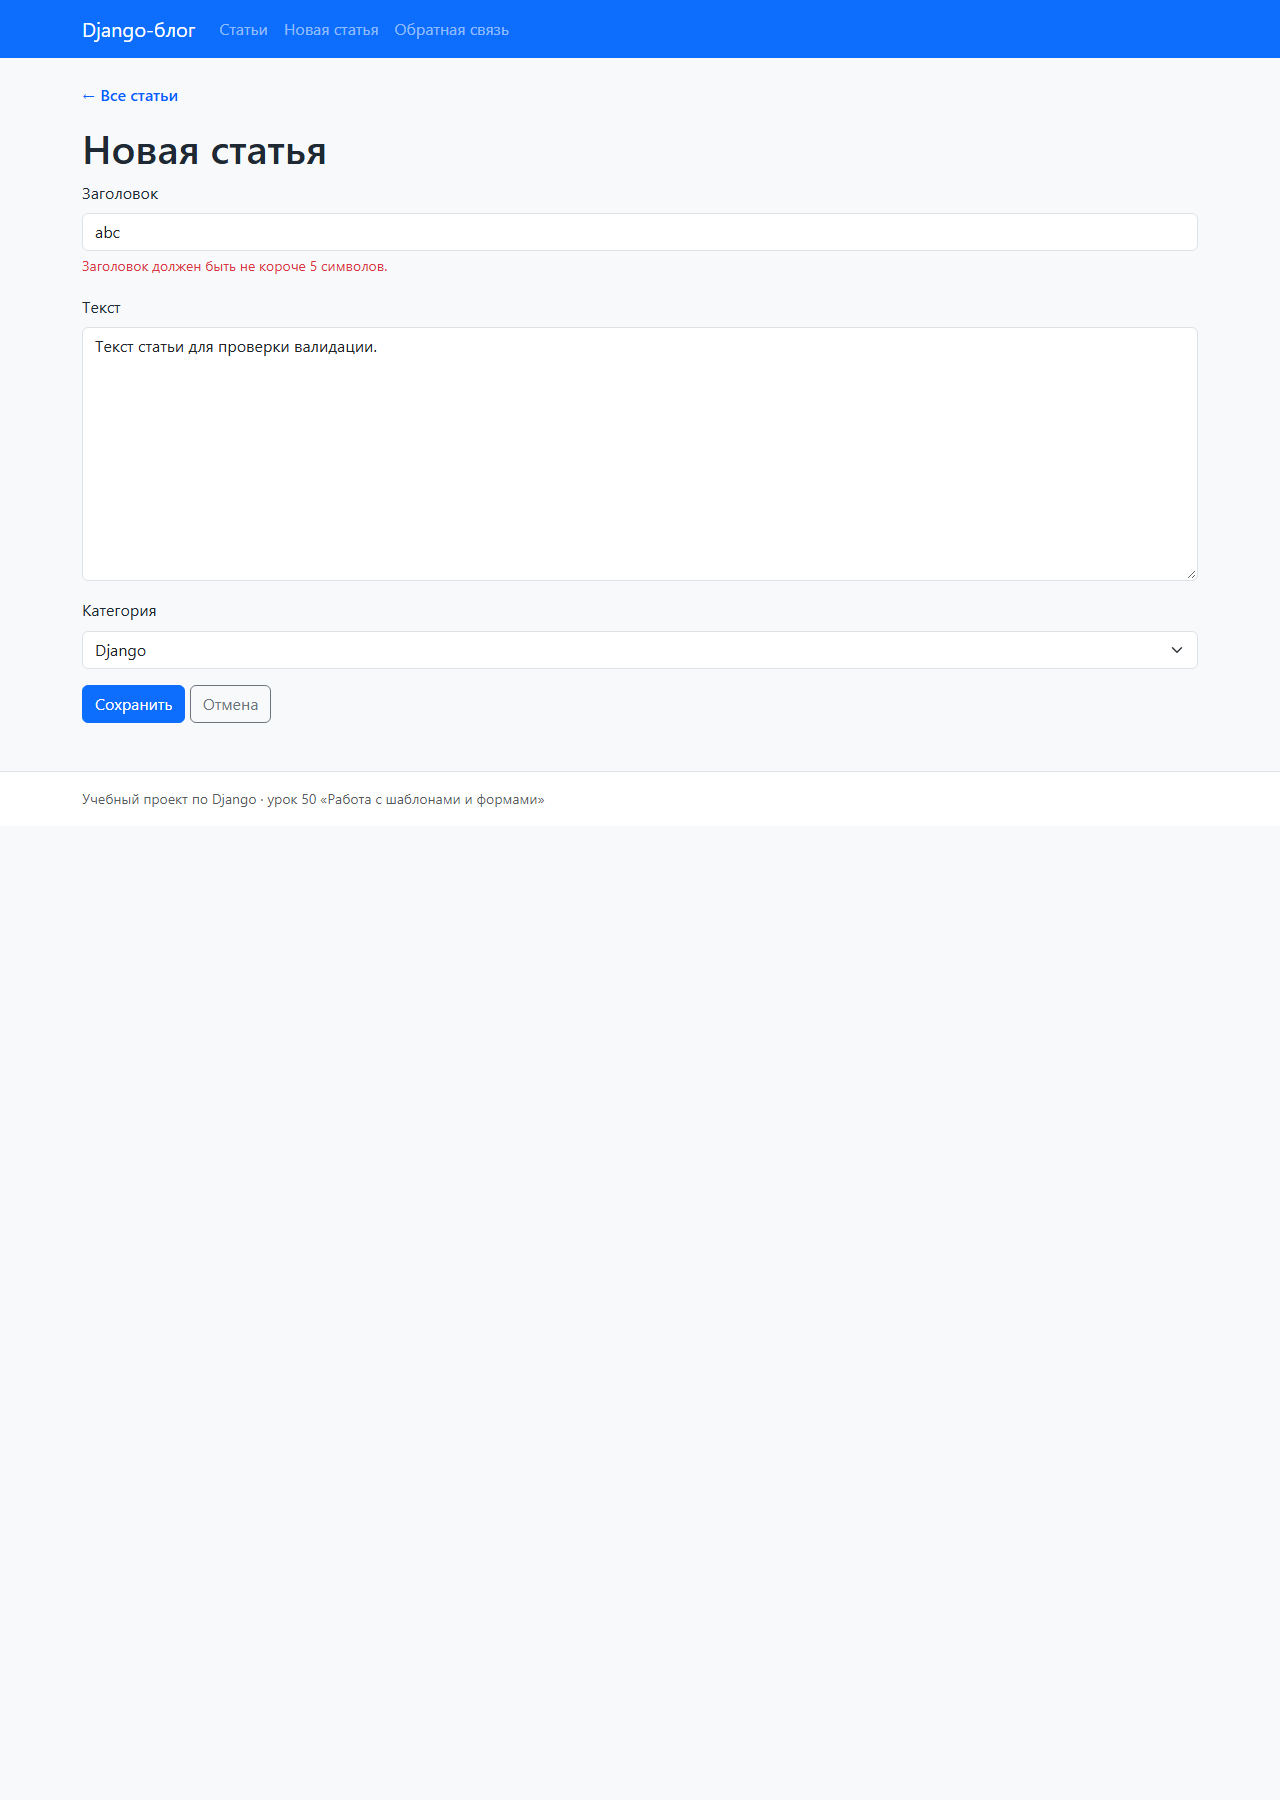 Django-блог Статьи Новая статья Обратная связь
← Все статьи
Новая статья
Заголовок
abc
Заголовок должен быть не короче 5 символов.
Текст
Текст статьи для проверки валидации.
Категория
Django
Сохранить Отмена
Учебный проект по Django · урок 50 «Работа с шаблонами и формами»